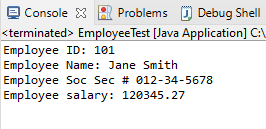 Console Problems Debug Shell
<terminated> EmployeeTest [Java Application] C:\
Employee ID: 101
Employee Name: Jane Smith
Employee Soc Sec # 012-34-5678
Employee salary: 120345.27